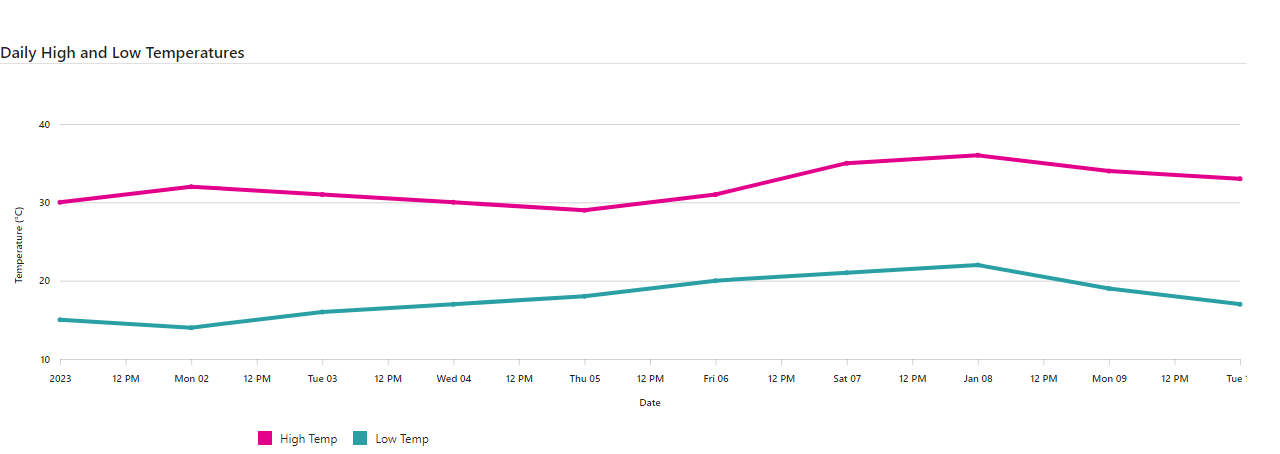 Daily High and Low Temperatures
40
30
20
10
Temperature (°C)
2023 12 PM Mon 02 12 PM Tue 03 12 PM Wed 04 12 PM Thu 05 12 PM Fri 06 12 PM Sat 07 12 PM Jan 08 12 PM Mon 09 12 PM Tue
Date
High Temp Low Temp